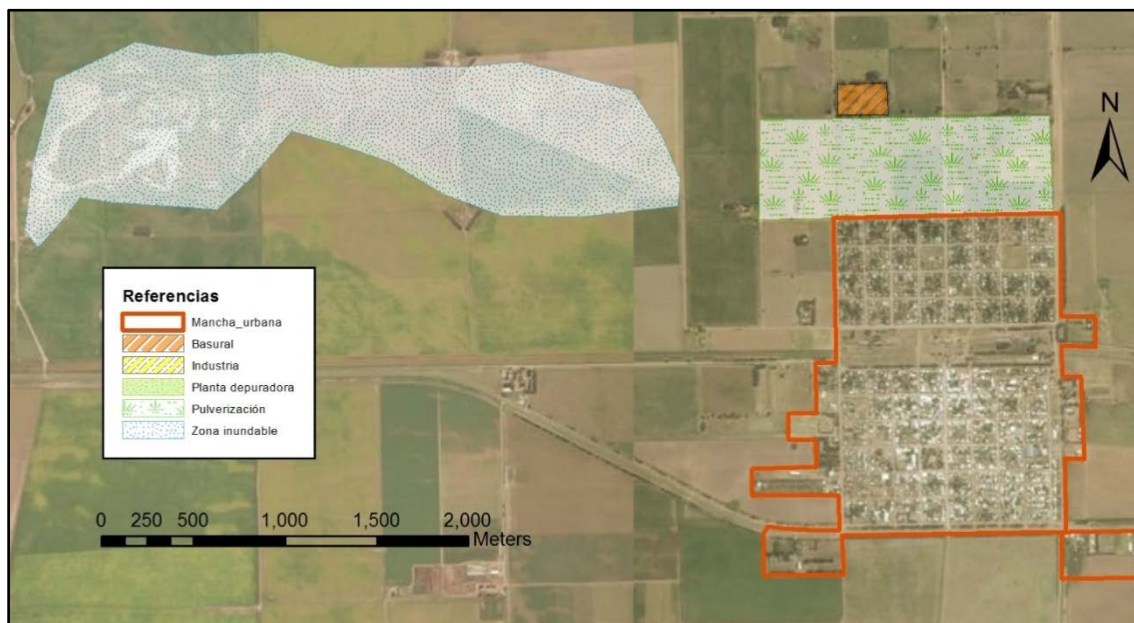 N
Referencias
Mancha_urbana
Basural
Industria
Planta depuradora
Pulverización
Zona inundable
0 250 500 1,000 1,500 2,000
Meters